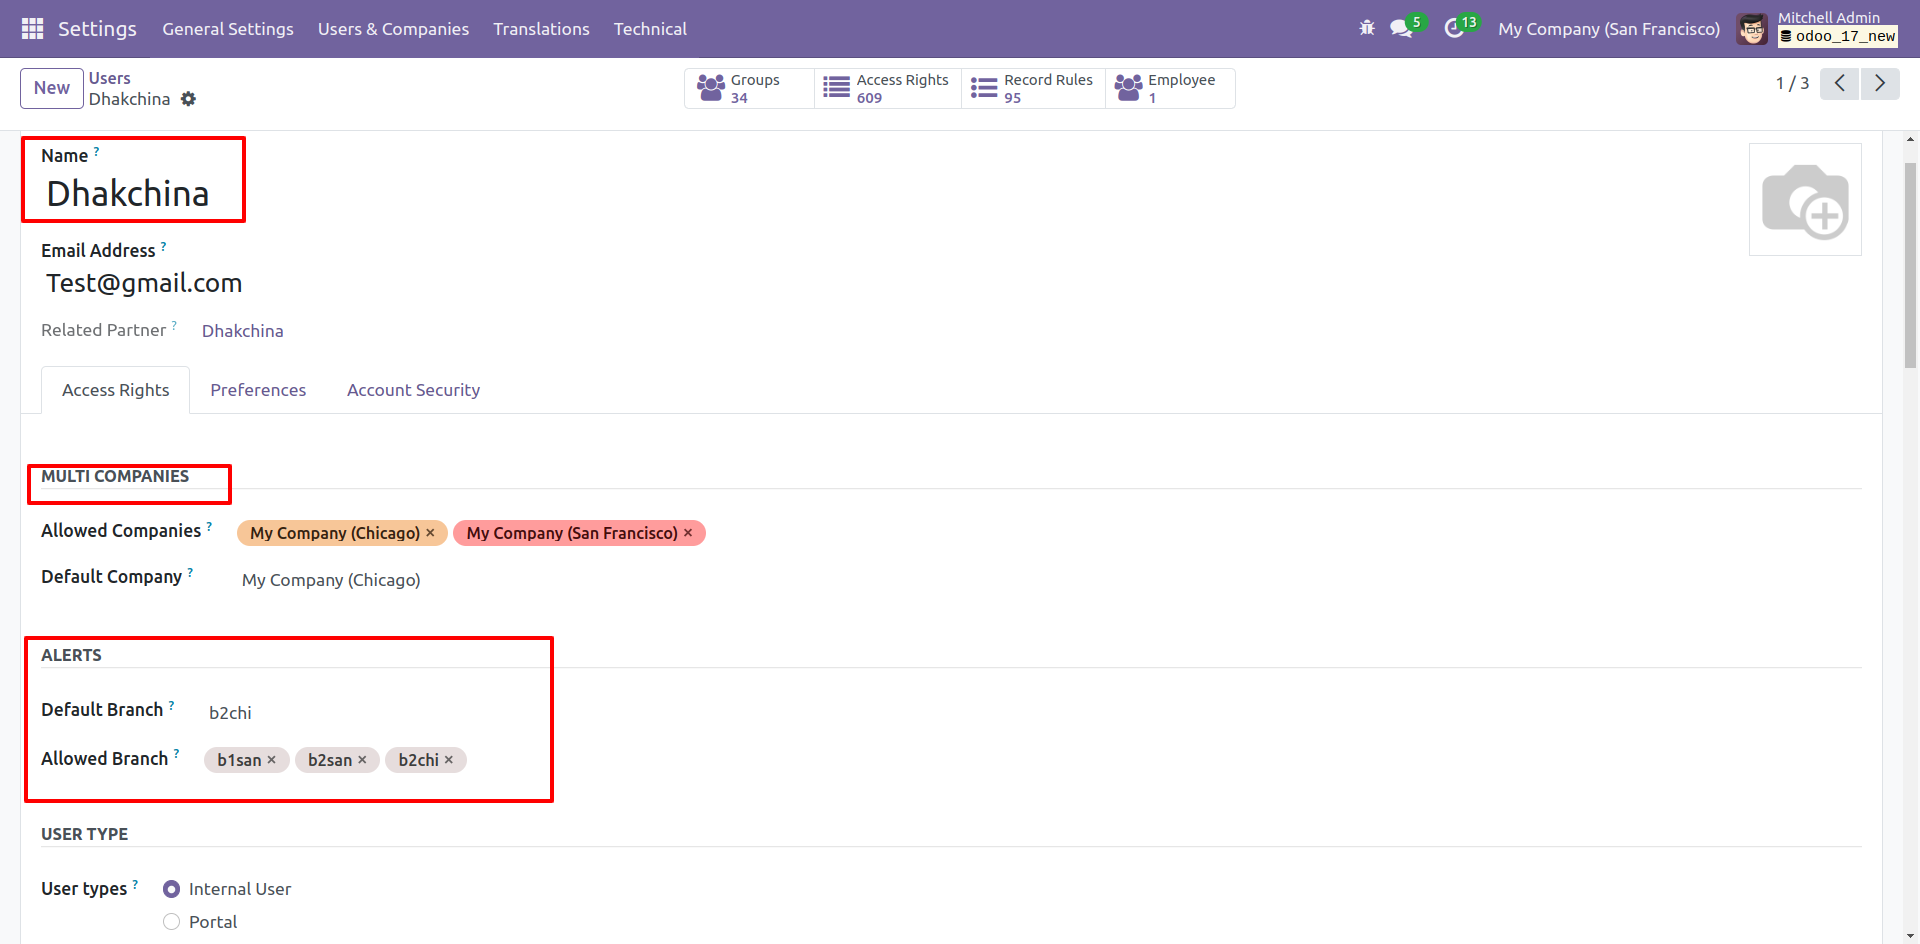 Settings General Settings Users & Companies Translations Technical 5 13 My Company (San Francisco) Mitchell Admin
odoo_17_new
New Users
Dhakchina
Groups 34
Access Rights 609
Record Rules 95
Employee 1
1 / 3
Name ?
Dhakchina
Email Address ?
Test@gmail.com
Related Partner ? Dhakchina
Access Rights Preferences Account Security
MULTI COMPANIES
Allowed Companies ? My Company (Chicago) × My Company (San Francisco) ×
Default Company ? My Company (Chicago)
ALERTS
Default Branch ? b2chi
Allowed Branch ? b1san × b2san × b2chi ×
USER TYPE
User types ? Internal User
Portal